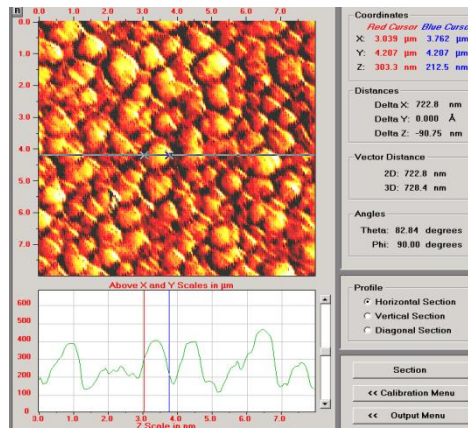 R
0.0 1.0 2.0 3.0 4.0 5.0 6.0 7.0
0.0
1.0
2.0
3.0
4.0
5.0
6.0
7.0
Above X and Y Scales in µm
600
500
400
300
200
100
0
0.0 1.0 2.0 3.0 4.0 5.0 6.0 7.0
Z Scale in nm
Coordinates
Red Cursor Blue Cursor
X: 3.039 µm 3.762 µm
Y: 4.207 µm 4.207 µm
Z: 303.3 nm 212.5 nm
Distances
Delta X: 722.8 nm
Delta Y: 0.000 Å
Delta Z: -90.75 nm
Vector Distance
2D: 722.8 nm
3D: 728.4 nm
Angles
Theta: 82.84 degrees
Phi: 90.00 degrees
Profile
Horizontal Section
Vertical Section
Diagonal Section
Section
<< Calibration Menu
<< Output Menu